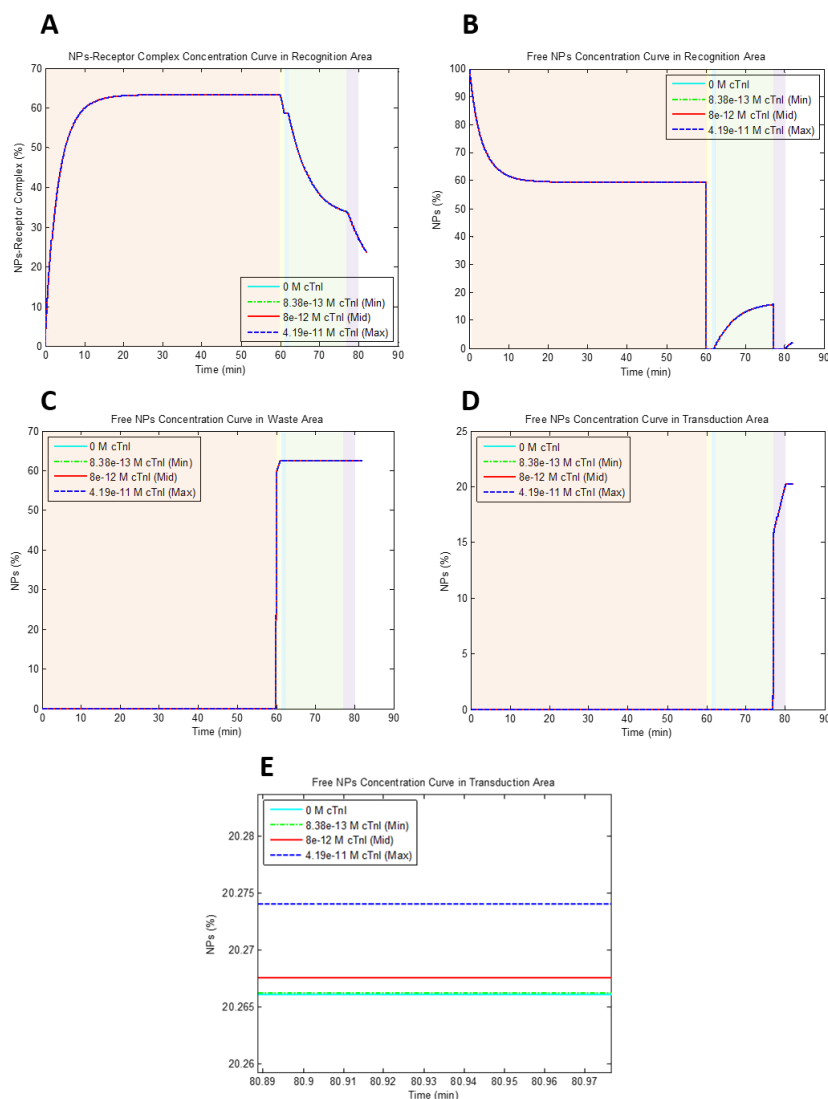 A
NPs-Receptor Complex Concentration Curve in Recognition Area
NPs-Receptor Complex (%)
70
60
50
40
30
20
10
0
0 M cTnI
8.38e-13 M cTnI (Min)
8e-12 M cTnI (Mid)
4.19e-11 M cTnI (Max)
0 10 20 30 40 50 60 70 80 90
Time (min)
B
Free NPs Concentration Curve in Recognition Area
NPs (%)
100
90
80
70
60
50
40
30
20
10
0
0 M cTnI
8.38e-13 M cTnI (Min)
8e-12 M cTnI (Mid)
4.19e-11 M cTnI (Max)
0 10 20 30 40 50 60 70 80 90
Time (min)
C
Free NPs Concentration Curve in Waste Area
NPs (%)
70
60
50
40
30
20
10
0
0 M cTnI
8.38e-13 M cTnI (Min)
8e-12 M cTnI (Mid)
4.19e-11 M cTnI (Max)
0 10 20 30 40 50 60 70 80 90
Time (min)
D
Free NPs Concentration Curve in Transduction Area
NPs (%)
25
20
15
10
5
0
0 M cTnI
8.38e-13 M cTnI (Min)
8e-12 M cTnI (Mid)
4.19e-11 M cTnI (Max)
0 10 20 30 40 50 60 70 80 90
Time (min)
E
Free NPs Concentration Curve in Transduction Area
NPs (%)
20.28
20.275
20.27
20.265
20.26
0 M cTnI
8.38e-13 M cTnI (Min)
8e-12 M cTnI (Mid)
4.19e-11 M cTnI (Max)
80.89 80.9 80.91 80.92 80.93 80.94 80.95 80.96 80.97
Time (min)